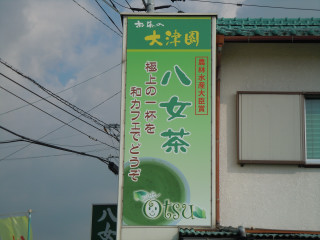 お茶の
大津園
農林水産大臣賞
八女茶
極上の一杯を
和カフェでどうぞ
Otsu
八女